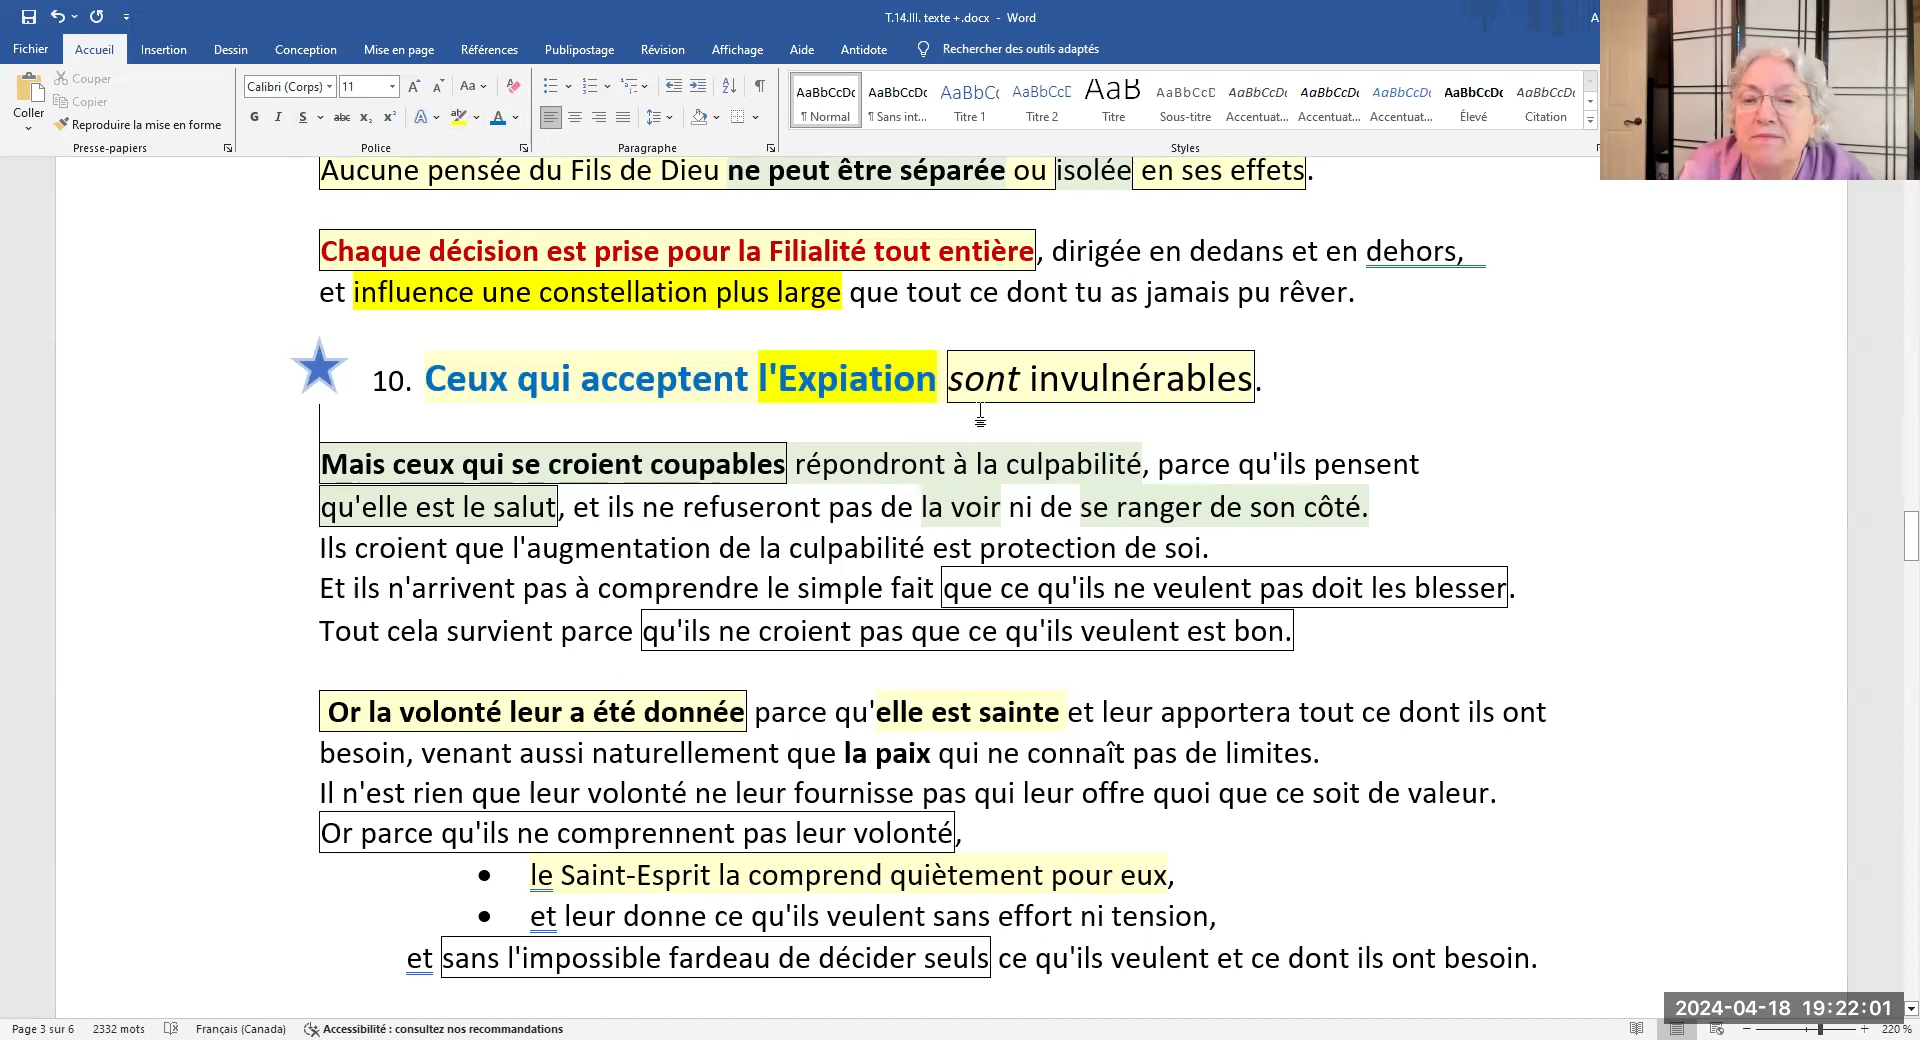 T.14.III. texte +.docx - Word
A
Fichier Accueil Insertion Dessin Conception Mise en page Références Publipostage Révision Affichage Aide Antidote Rechercher des outils adaptés
Coller
Couper
Copier
Reproduire la mise en forme
Presse-papiers
Calibri (Corps) 11
G I S abc x₂ x²
Police
Paragraphe
AaBbCcDc AaBbCcDc AaBbCc AaBbCcD AaB AaBbCcD AaBbCcDc AaBbCcDc AaBbCcDc AaBbCcDc AaBbCcDc
¶ Normal ¶ Sans int... Titre 1 Titre 2 Titre Sous-titre Accentuat... Accentuat... Accentuat... Élevé Citation
Styles
Aucune pensée du Fils de Dieu ne peut être séparée ou isolée en ses effets.
Chaque décision est prise pour la Filialité tout entière, dirigée en dedans et en dehors,
et influence une constellation plus large que tout ce dont tu as jamais pu rêver.
10. Ceux qui acceptent l'Expiation sont invulnérables.
Mais ceux qui se croient coupables répondront à la culpabilité, parce qu'ils pensent
qu'elle est le salut, et ils ne refuseront pas de la voir ni de se ranger de son côté.
Ils croient que l'augmentation de la culpabilité est protection de soi.
Et ils n'arrivent pas à comprendre le simple fait que ce qu'ils ne veulent pas doit les blesser.
Tout cela survient parce qu'ils ne croient pas que ce qu'ils veulent est bon.
Or la volonté leur a été donnée parce qu'elle est sainte et leur apportera tout ce dont ils ont
besoin, venant aussi naturellement que la paix qui ne connaît pas de limites.
Il n'est rien que leur volonté ne leur fournisse pas qui leur offre quoi que ce soit de valeur.
Or parce qu'ils ne comprennent pas leur volonté,
• le Saint-Esprit la comprend quiètement pour eux,
• et leur donne ce qu'ils veulent sans effort ni tension,
et sans l'impossible fardeau de décider seuls ce qu'ils veulent et ce dont ils ont besoin.
2024-04-18 19:22:01
Page 3 sur 6 2332 mots Français (Canada) Accessibilité : consultez nos recommandations 220 %